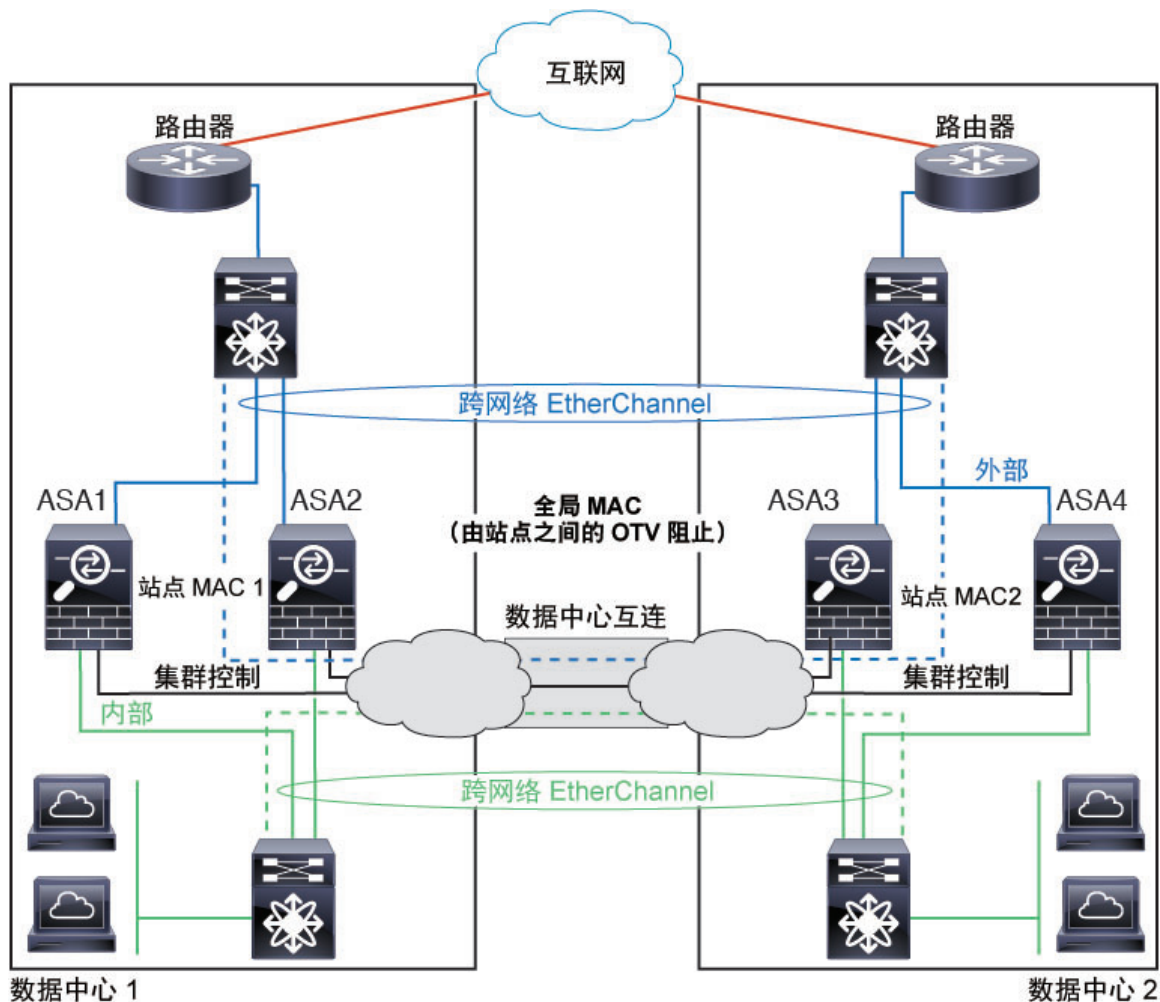 互联网
路由器
路由器
跨网络 EtherChannel
外部
ASA1
ASA2
ASA3
ASA4
全局 MAC
（由站点之间的 OTV 阻止）
站点 MAC 1
站点 MAC2
数据中心互连
集群控制
集群控制
内部
跨网络 EtherChannel
数据中心 1
数据中心 2